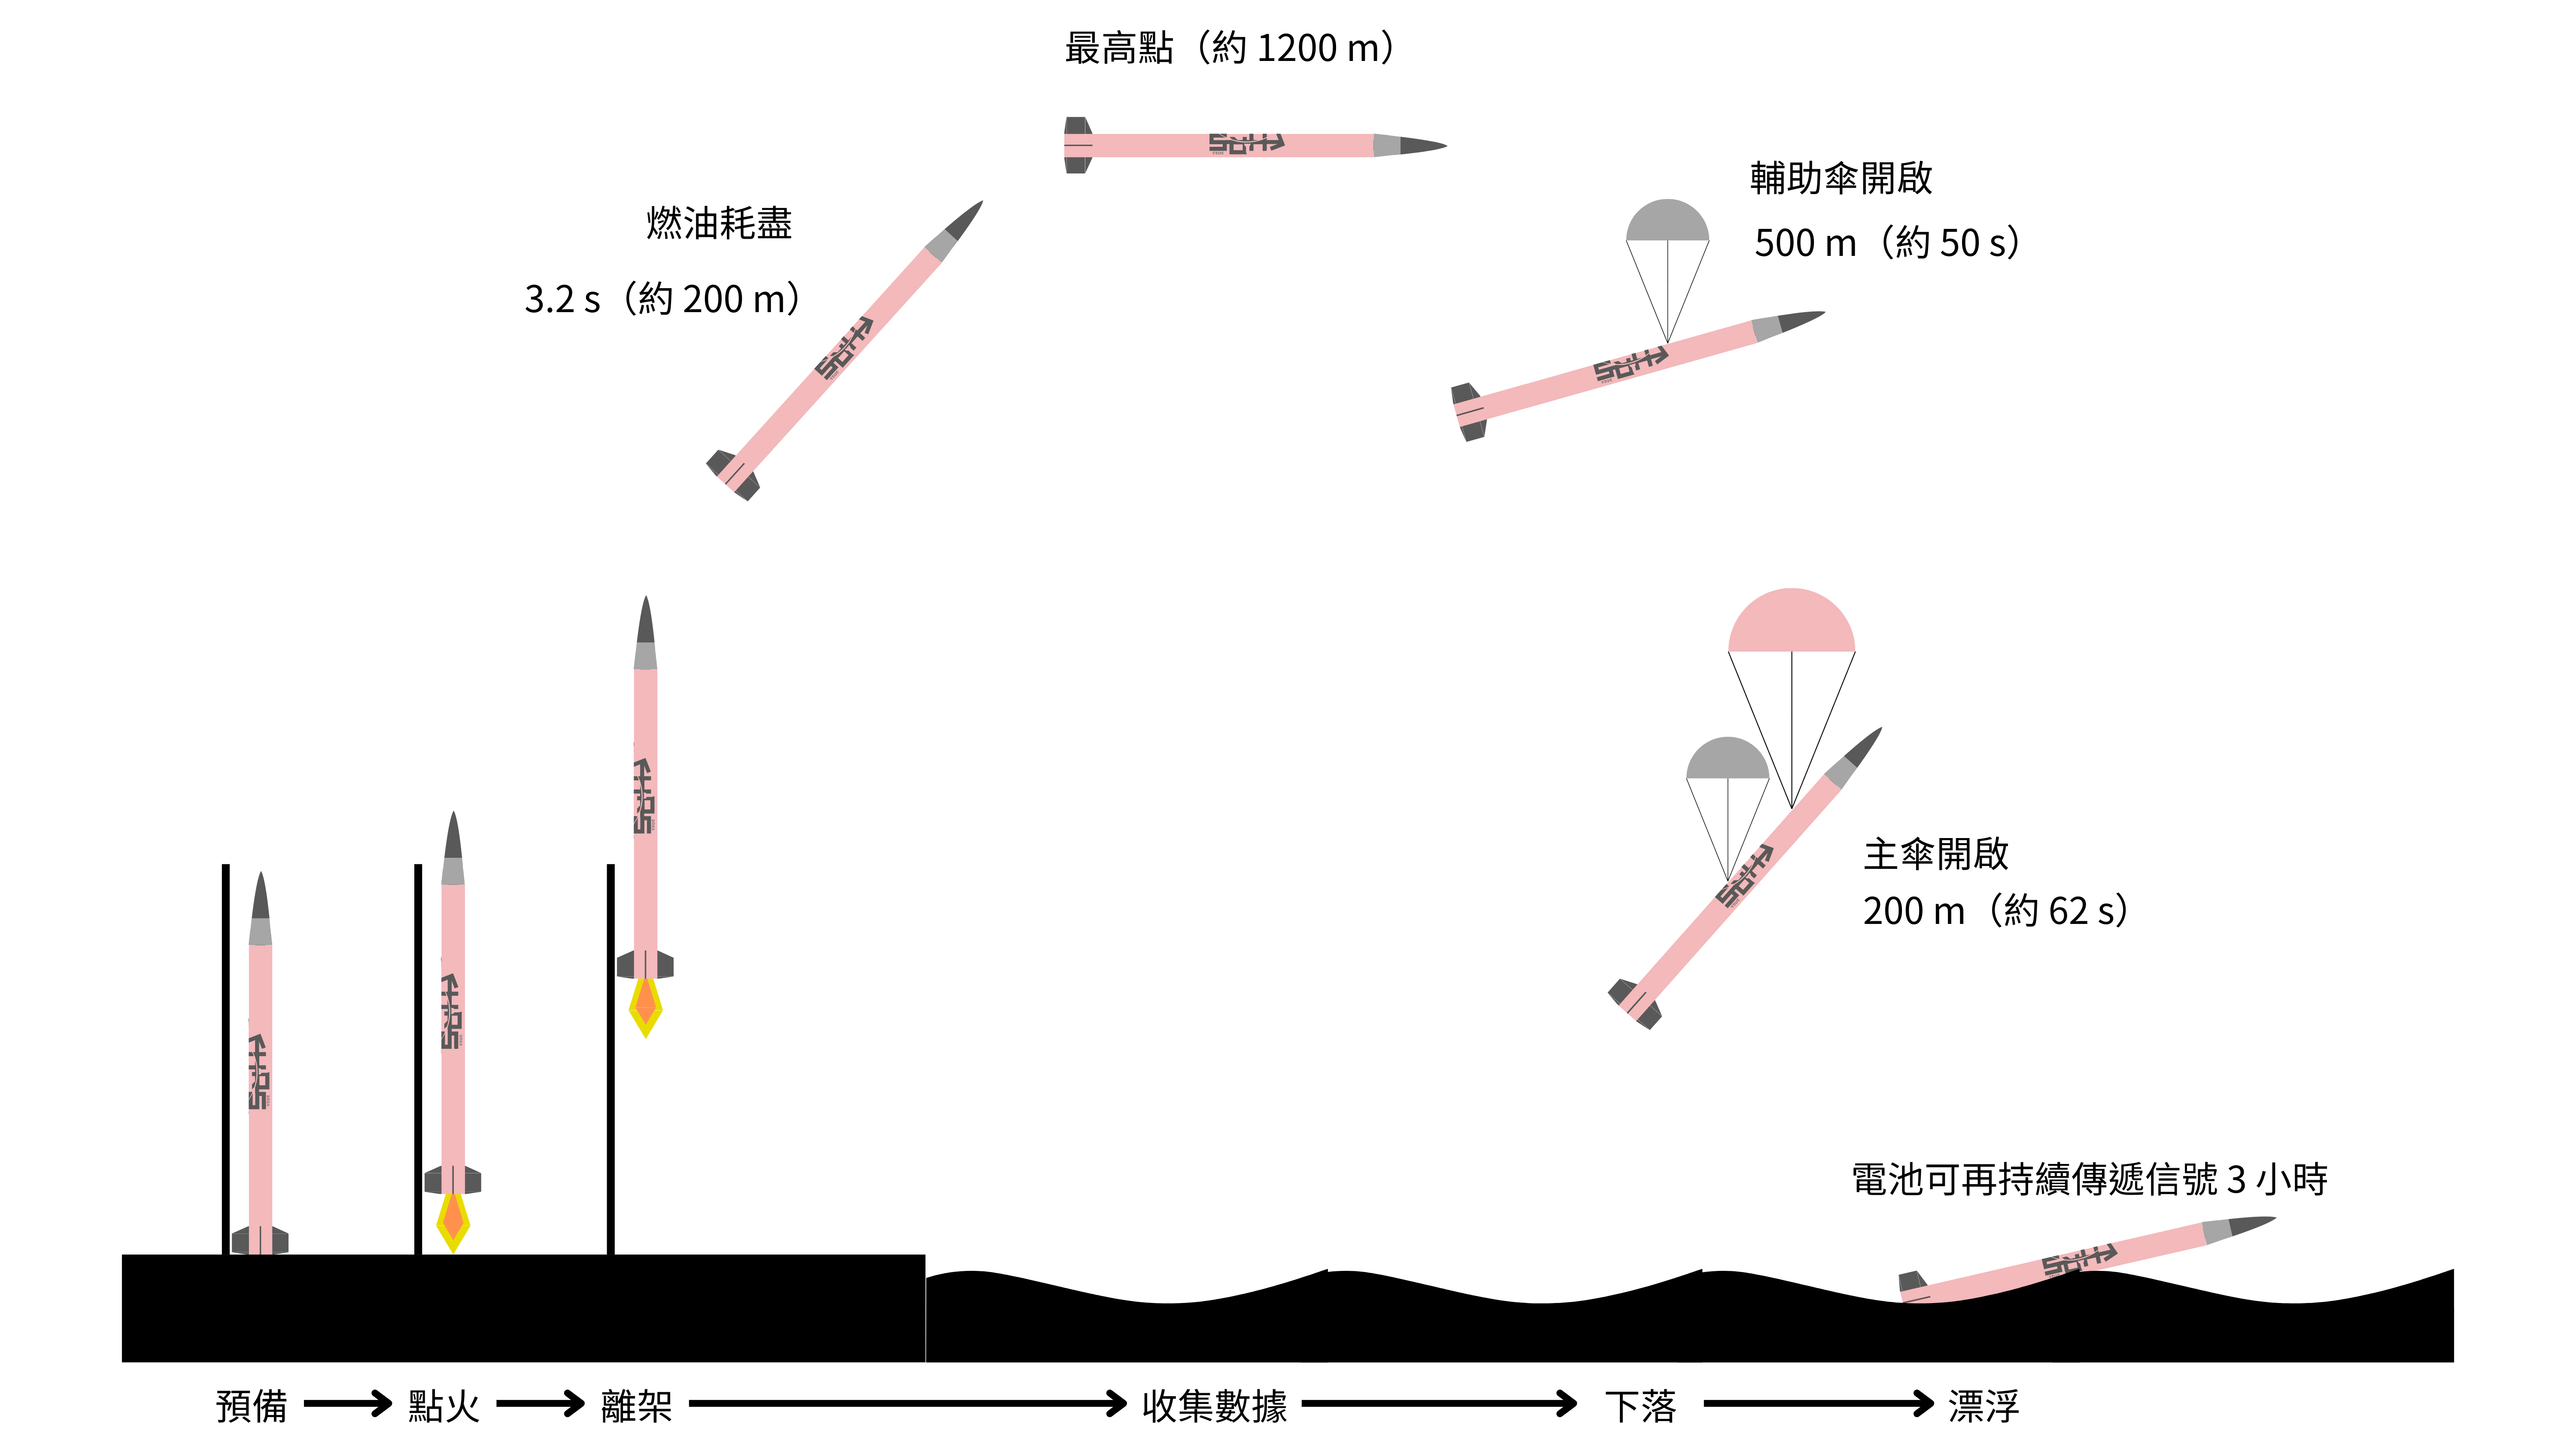 最高點（約 1200 m）
燃油耗盡
3.2 s（約 200 m）
輔助傘開啟
500 m（約 50 s）
主傘開啟
200 m（約 62 s）
電池可再持續傳遞信號 3 小時
預備
點火
離架
收集數據
下落
漂浮